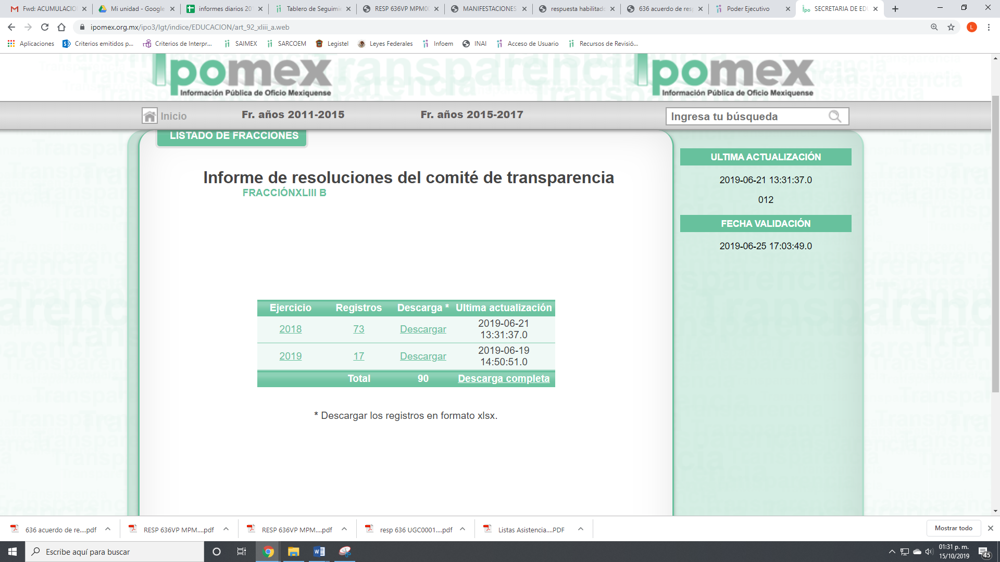 Fwd: ACUMULACIO
Mi unidad - Google
informes diarios 201
Tablero de Seguimie
RESP 636VP MPM00
MANIFESTACIONES
respuesta habilitado
636 acuerdo de resp
Poder Ejecutivo
SECRETARIA DE EDU
ipomex.org.mx/ipo3/lgt/indice/EDUCACION/art_92_xliii_a.web
L
Aplicaciones
Criterios emitidos p...
Criterios de Interpr...
SAIMEX
SARCOEM
Legistel
Leyes Federales
Infoem
INAI
Acceso de Usuario
Recursos de Revisió...
Ipomex
Información Pública de Oficio Mexiquense
Ipomex
Información Pública de Oficio Mexiquense
Inicio
Fr. años 2011-2015
Fr. años 2015-2017
Ingresa tu búsqueda
LISTADO DE FRACCIONES
Informe de resoluciones del comité de transparencia
FRACCIÓNXLIII B
ULTIMA ACTUALIZACIÓN
2019-06-21 13:31:37.0
012
FECHA VALIDACIÓN
2019-06-25 17:03:49.0
Ejercicio Registros Descarga * Ultima actualización
2018 73 Descargar 2019-06-21 13:31:37.0
2019 17 Descargar 2019-06-19 14:50:51.0
Total 90 Descarga completa
* Descargar los registros en formato xlsx.
636 acuerdo de re....pdf
RESP 636VP MPM....pdf
RESP 636VP MPM....pdf
resp 636 UGC0001....pdf
Listas Asistencia....PDF
Mostrar todo
Escribe aquí para buscar
01:31 p. m.
15/10/2019
45